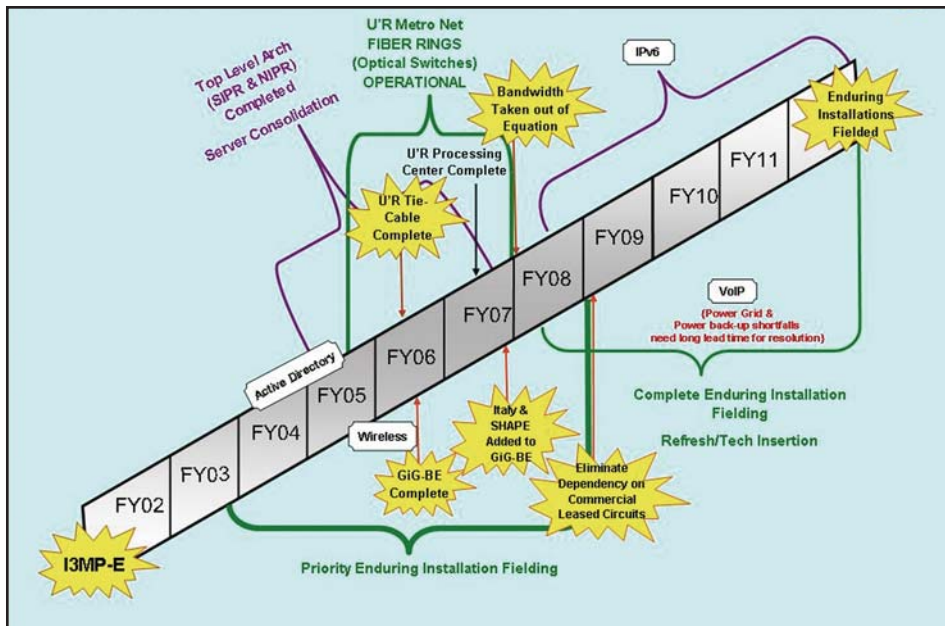 U'R Metro Net
FIBER RINGS
(Optical Switches)
OPERATIONAL
Top Level Arch
(SIPR & NIPR)
Completed
Server Consolidation
IPv6
Bandwidth
Taken out of
Equation
Enduring
Installations
Fielded
U'R Processing
Center Complete
U'R Tie-
Cable
Complete
FY02
FY03
FY04
FY05
FY06
FY07
FY08
FY09
FY10
FY11
Active Directory
Wireless
VoIP
(Power Grid &
Power back-up shortfalls
need long lead time for resolution)
Complete Enduring Installation
Fielding
Refresh/Tech Insertion
Italy &
SHAPE
Added to
GiG-BE
GiG-BE
Complete
Eliminate
Dependency on
Commercial
Leased Circuits
I3MP-E
Priority Enduring Installation Fielding